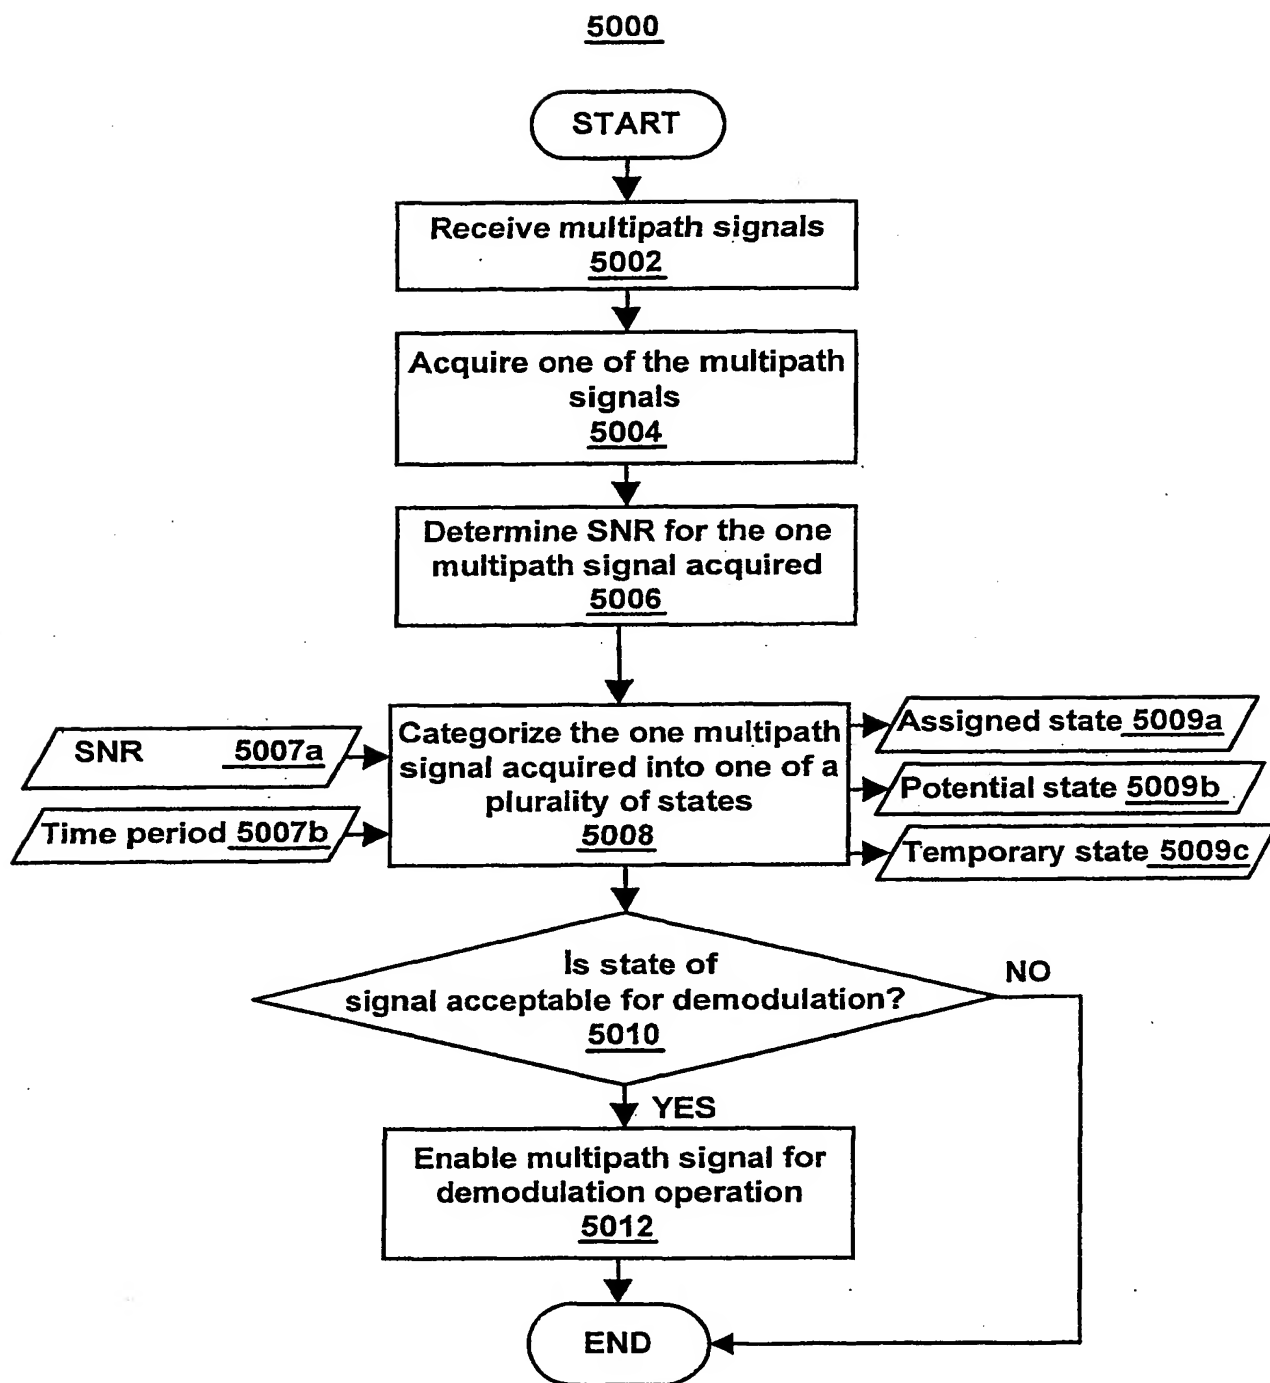 5000
START
Receive multipath signals
5002
Acquire one of the multipath
signals
5004
Determine SNR for the one
multipath signal acquired
5006
SNR 5007a
Time period 5007b
Categorize the one multipath
signal acquired into one of a
plurality of states
5008
Assigned state 5009a
Potential state 5009b
Temporary state 5009c
Is state of
signal acceptable for demodulation?
5010
NO
YES
Enable multipath signal for
demodulation operation
5012
END